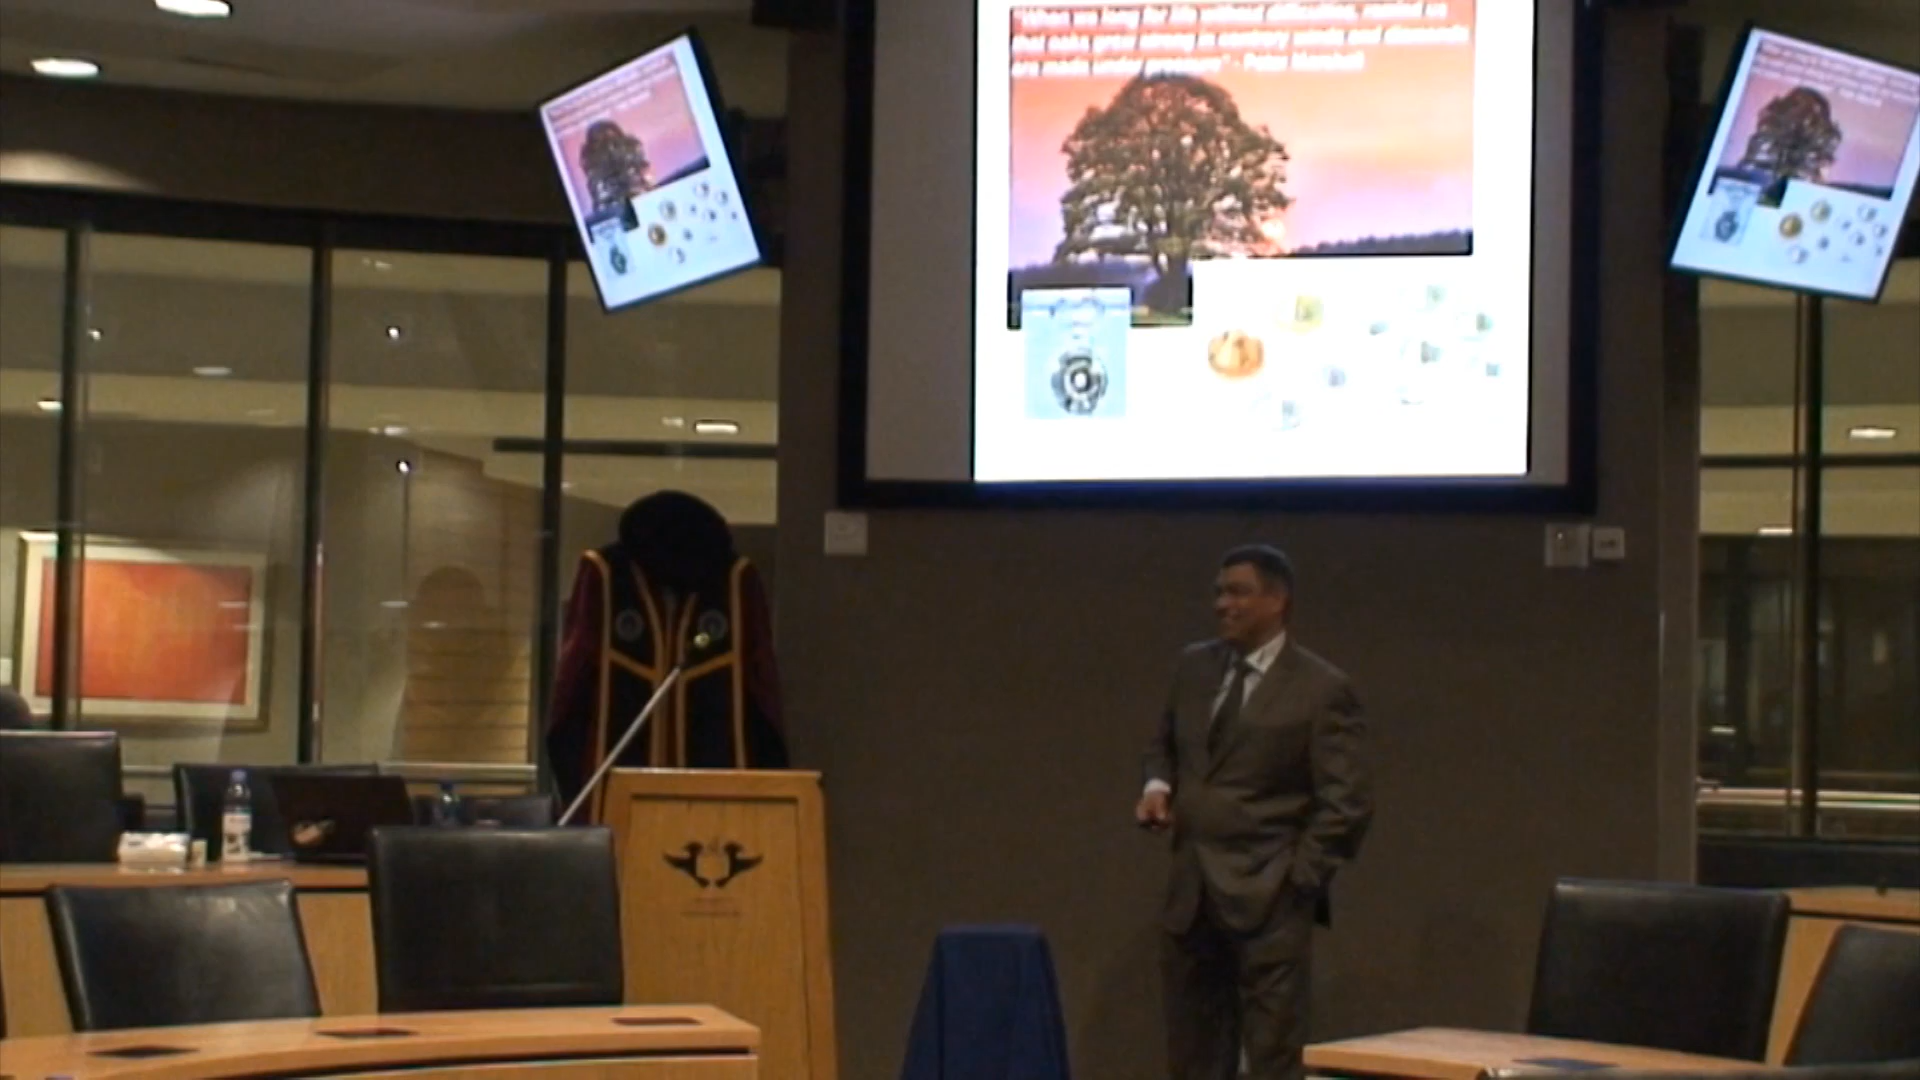 "When we long for life without difficulties, remind us
that oaks grow strong in contrary winds and diamonds
are made under pressure" - Peter Marshall